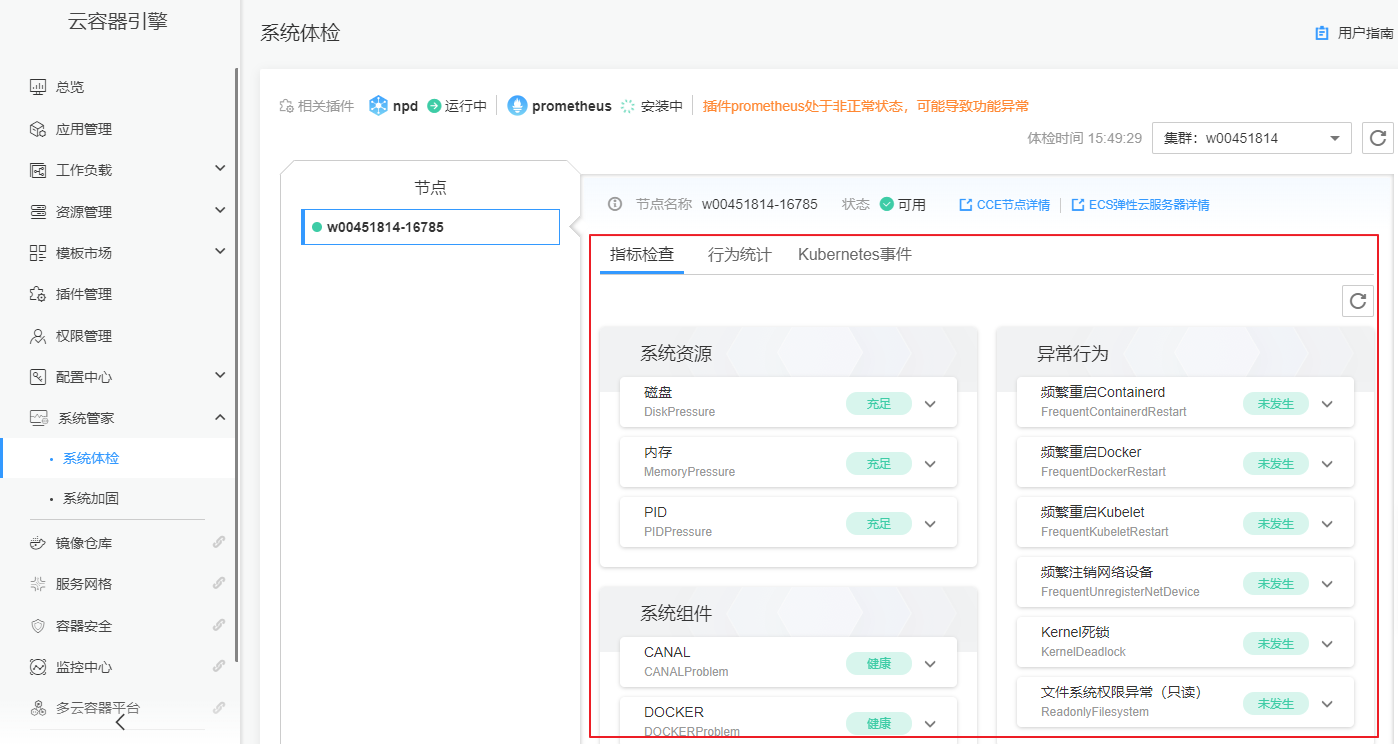 云容器引擎
总览
应用管理
工作负载
资源管理
模板市场
插件管理
权限管理
配置中心
系统管家
系统体检
系统加固
镜像仓库
服务网格
容器安全
监控中心
多云容器平台
系统体检
用户指南
相关插件 npd 运行中 prometheus 安装中 插件prometheus处于非正常状态，可能导致功能异常
体检时间 15:49:29 集群：w00451814
节点
w00451814-16785
节点名称 w00451814-16785 状态 可用 CCE节点详情 ECS弹性云服务器详情
指标检查 行为统计 Kubernetes事件
系统资源
磁盘
DiskPressure
充足
内存
MemoryPressure
充足
PID
PIDPressure
充足
系统组件
CANAL
CANALProblem
健康
DOCKER
DOCKERProblem
健康
异常行为
频繁重启Containerd
FrequentContainerdRestart
未发生
频繁重启Docker
FrequentDockerRestart
未发生
频繁重启Kubelet
FrequentKubeletRestart
未发生
频繁注销网络设备
FrequentUnregisterNetDevice
未发生
Kernel死锁
KernelDeadlock
未发生
文件系统权限异常（只读）
ReadonlyFilesystem
未发生